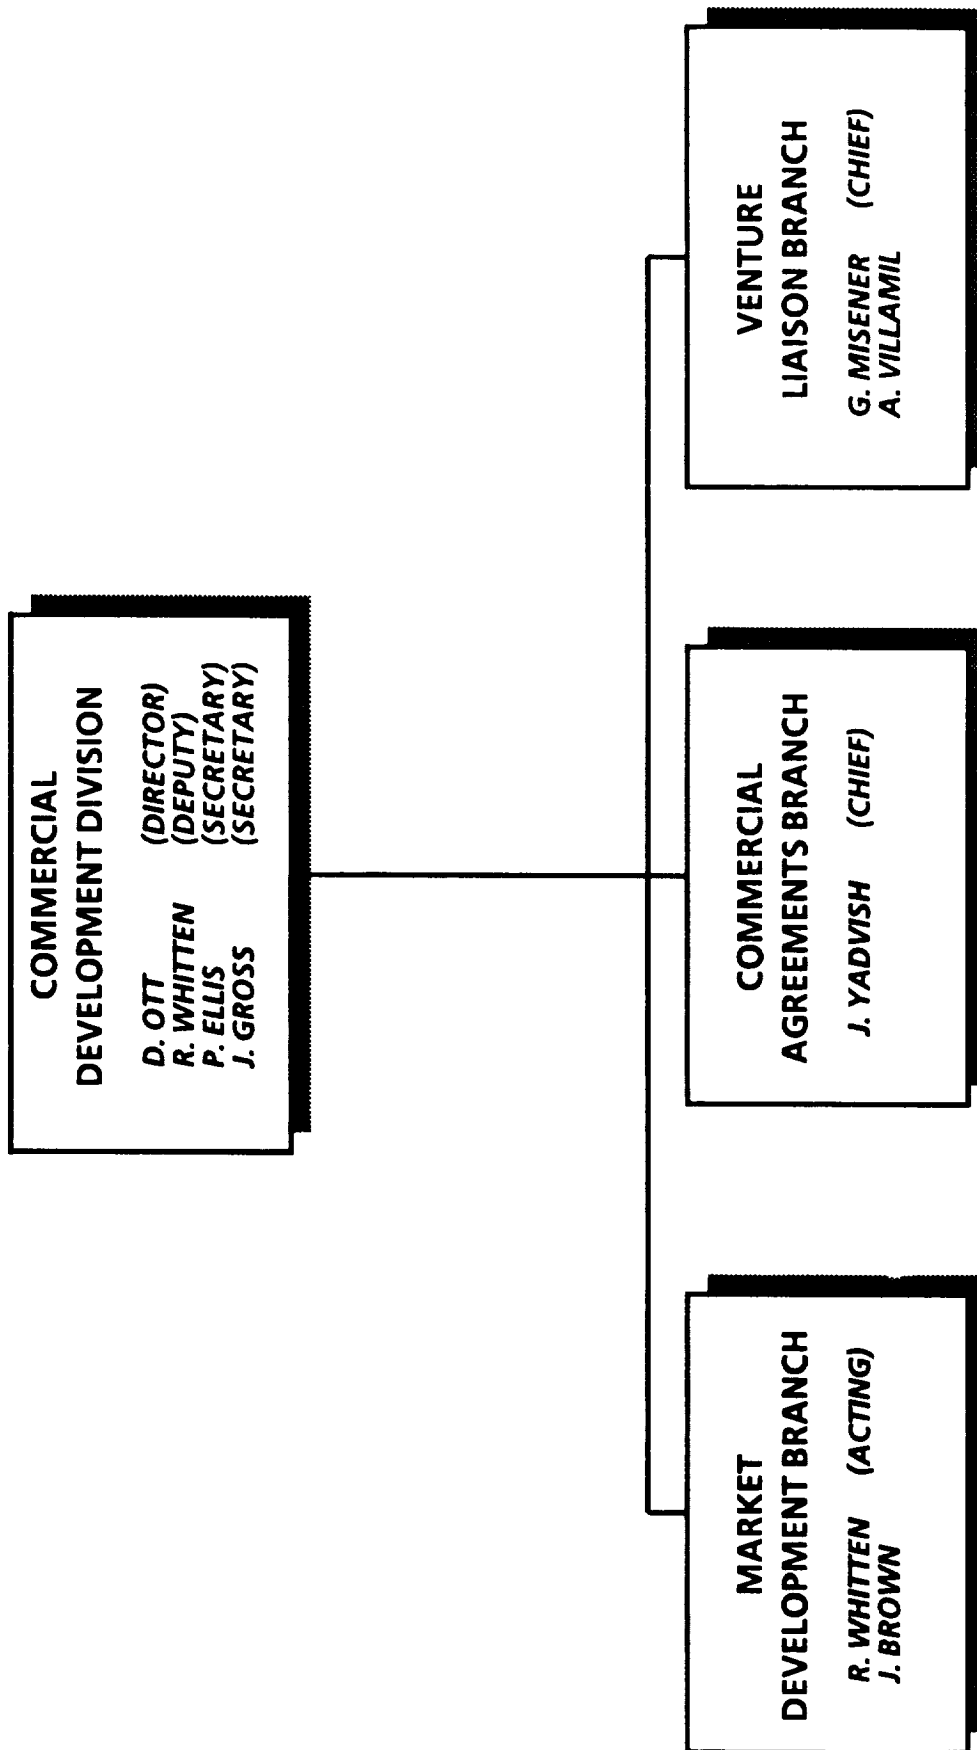 COMMERCIAL
DEVELOPMENT DIVISION
D. OTT (DIRECTOR)
R. WHITTEN (DEPUTY)
P. ELLIS (SECRETARY)
J. GROSS (SECRETARY)
MARKET
DEVELOPMENT BRANCH
R. WHITTEN (ACTING)
J. BROWN
COMMERCIAL
AGREEMENTS BRANCH
J. YADVISH (CHIEF)
VENTURE
LIAISON BRANCH
G. MISENER (CHIEF)
A. VILLAMIL